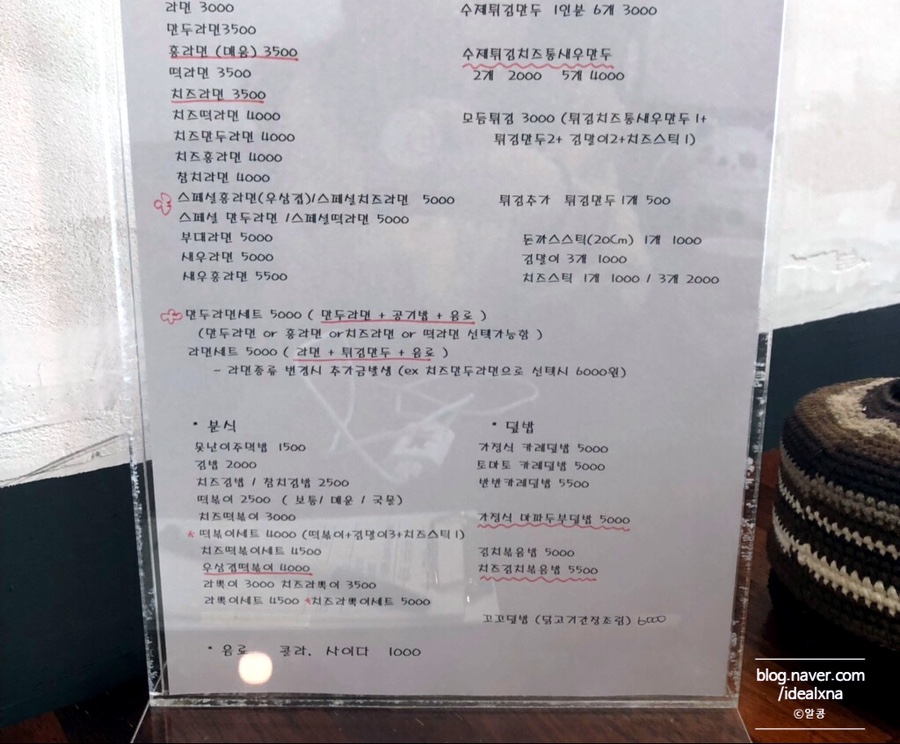 라면 3000
만두라면3500
홍라면 (매움) 3500
떡라면 3500
치즈라면 3500
치즈떡라면 4000
치즈만두라면 4000
치즈홍라면 4000
참치라면 4000
스페셜홍라면(우삼겹)/스페셜치즈라면 5000
스페셜 만두라면 /스페셜떡라면 5000
부대라면 5000
새우라면 5000
새우홍라면 5500
수제튀김만두 1인분 6개 3000
수제튀김치즈통새우만두
2개 2000 5개 4000
모듬튀김 3000 (튀김치즈통새우만두 1+
튀김만두2+ 김말이2+치즈스틱 1)
튀김추가 튀김만두 1개 500
돈까스스틱(20Cm) 1개 1000
김말이 3개 1000
치즈스틱 1개 1000 / 3개 2000
만두라면세트 5000 ( 만두라면 + 공기밥 + 음료 )
(만두라면 or 홍라면 or치즈라면 or 떡라면 선택가능함 )
라면세트 5000 ( 라면 + 튀김만두 + 음료 )
- 라면종류 변경시 추가금발생 (ex 치즈만두라면으로 선택시 6000원)
• 분식
못난이주먹밥 1500
김밥 2000
치즈김밥 / 참치김밥 2500
떡볶이 2500 ( 보통/ 매운 / 국물)
치즈떡볶이 3000
* 떡볶이세트 4000 (떡볶이+김말이3+치즈스틱 1)
치즈떡볶이세트 4500
우삼겹떡볶이 4000
라볶이 3000 치즈라볶이 3500
라볶이세트 4500 *치즈라볶이세트 5000
• 덮밥
가정식 카레덮밥 5000
토마토 카레덮밥 5000
반반카레덮밥 5500
가정식 마파두부덮밥 5000
김치볶음밥 5000
치즈김치볶음밥 5500
꼬꼬덮밥 (닭고기간장조림) 6000
• 음료 콜라, 사이다 1000
blog.naver.com
/idealxna
©알콩